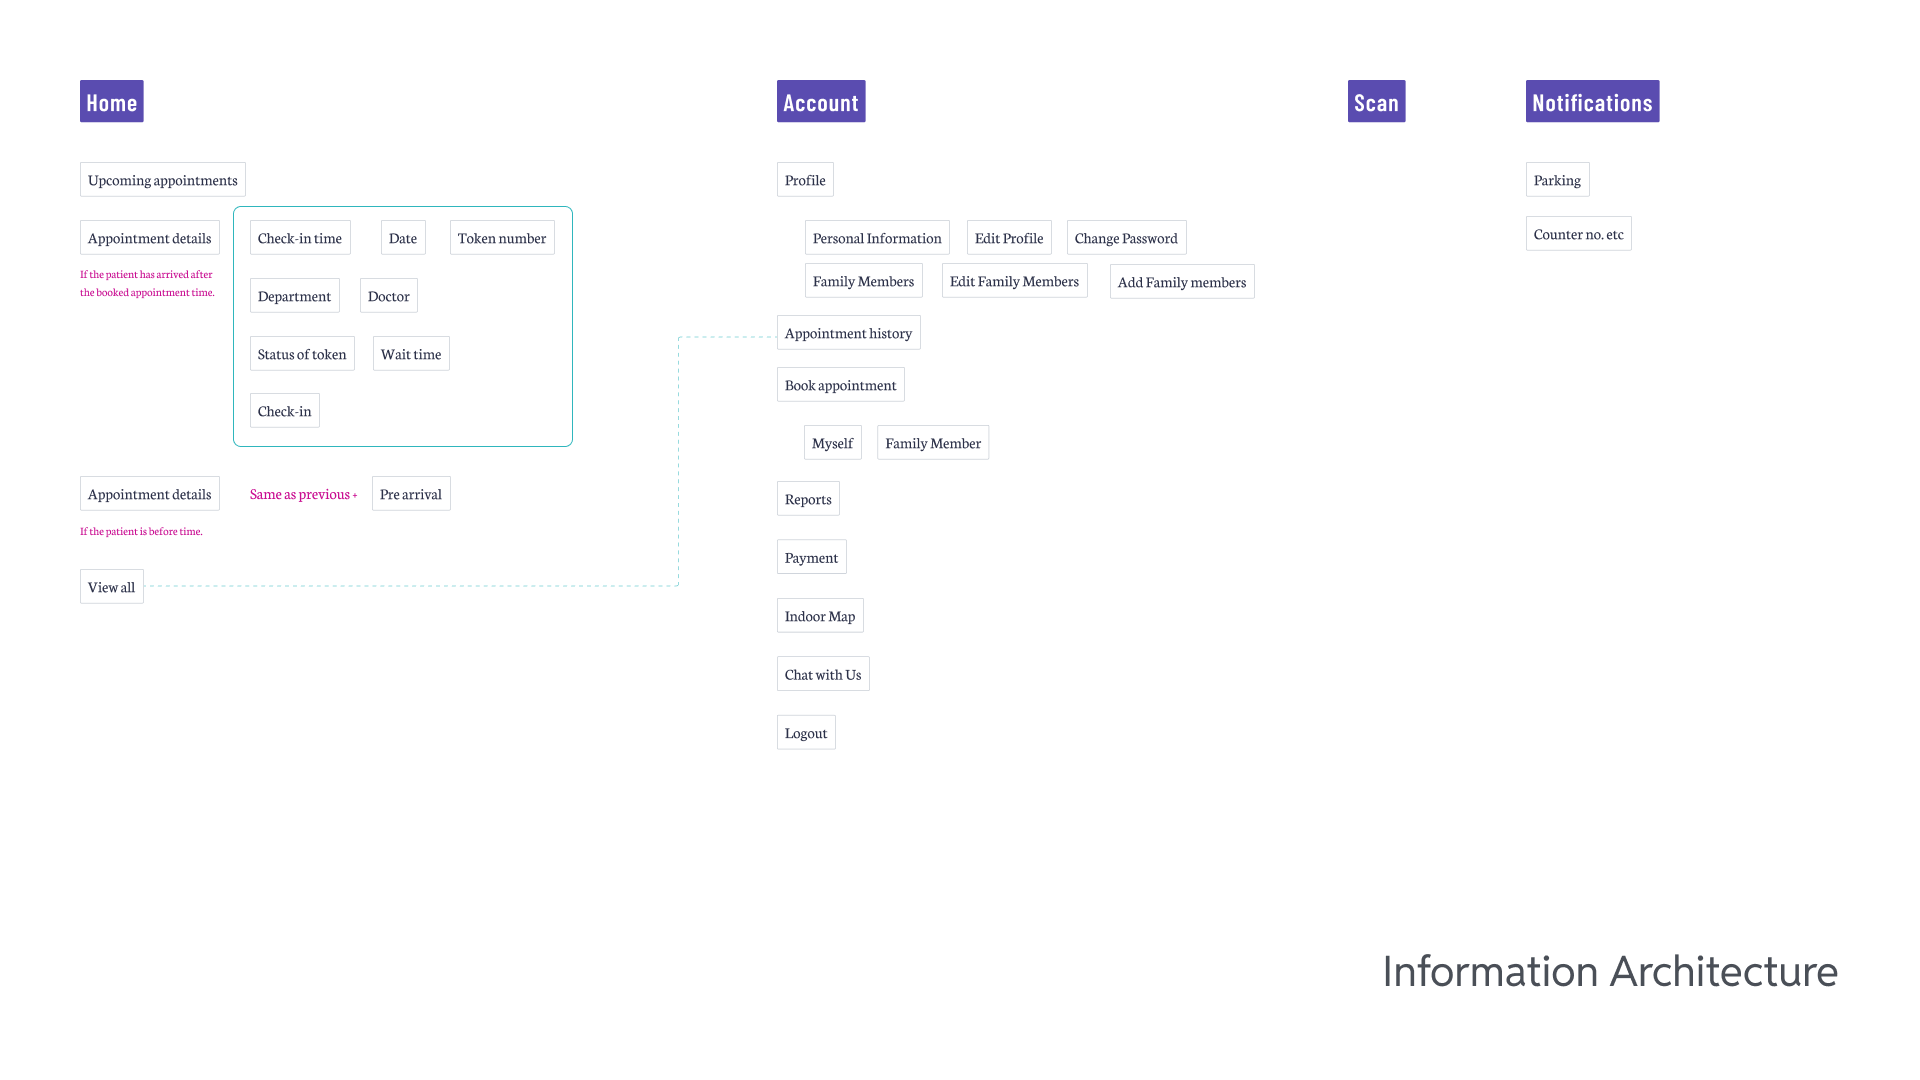 Home
Account
Scan
Notifications
Upcoming appointments
Appointment details
If the patient has arrived after
the booked appointment time.
Check-in time
Date
Token number
Department
Doctor
Status of token
Wait time
Check-in
Appointment details
Same as previous +
Pre arrival
If the patient is before time.
View all
Profile
Personal Information
Edit Profile
Change Password
Family Members
Edit Family Members
Add Family members
Appointment history
Book appointment
Myself
Family Member
Reports
Payment
Indoor Map
Chat with Us
Logout
Parking
Counter no. etc
Information Architecture